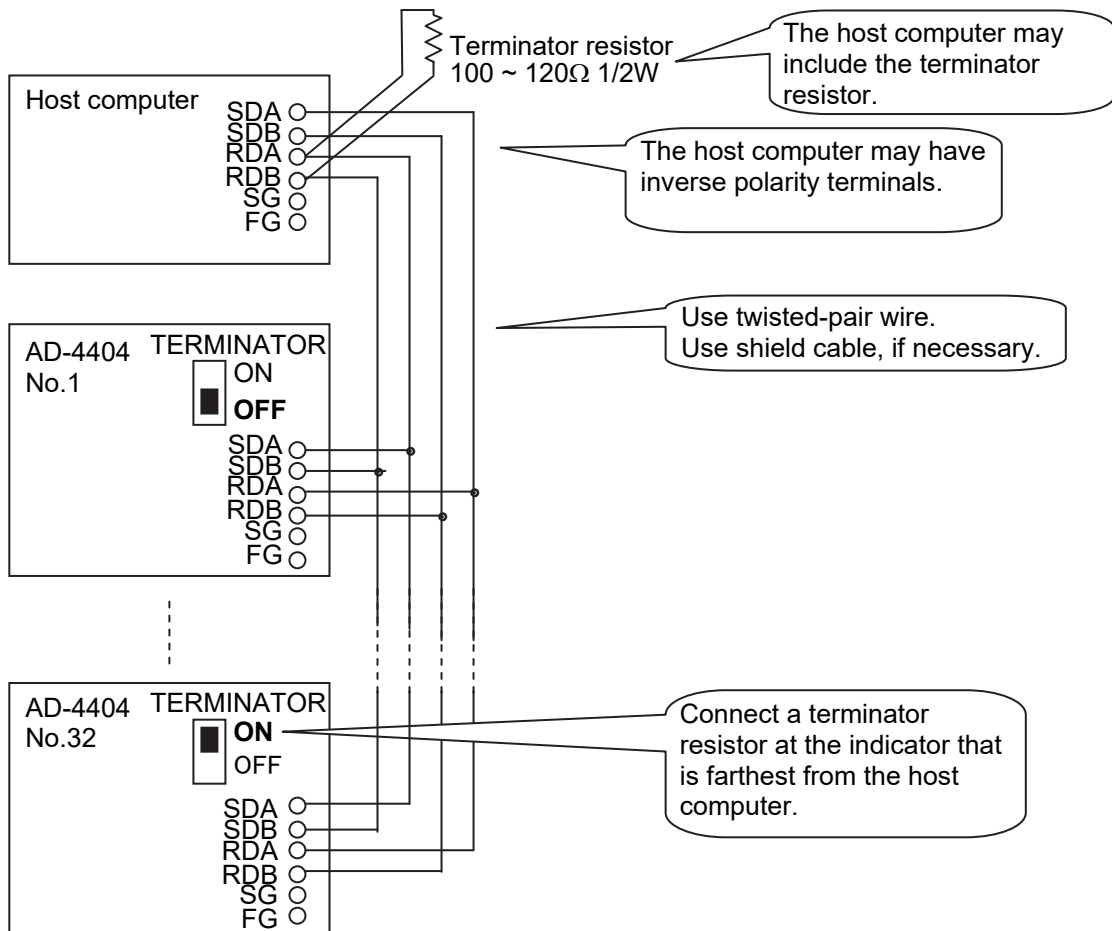 Terminator resistor
100 ~ 120Ω 1/2W
The host computer may
include the terminator
resistor.
Host computer
SDA
SDB
RDA
RDB
SG
FG
The host computer may have
inverse polarity terminals.
Use twisted-pair wire.
Use shield cable, if necessary.
AD-4404
No.1
TERMINATOR
ON
OFF
SDA
SDB
RDA
RDB
SG
FG
AD-4404
No.32
TERMINATOR
ON
OFF
Connect a terminator
resistor at the indicator that
is farthest from the host
computer.
SDA
SDB
RDA
RDB
SG
FG